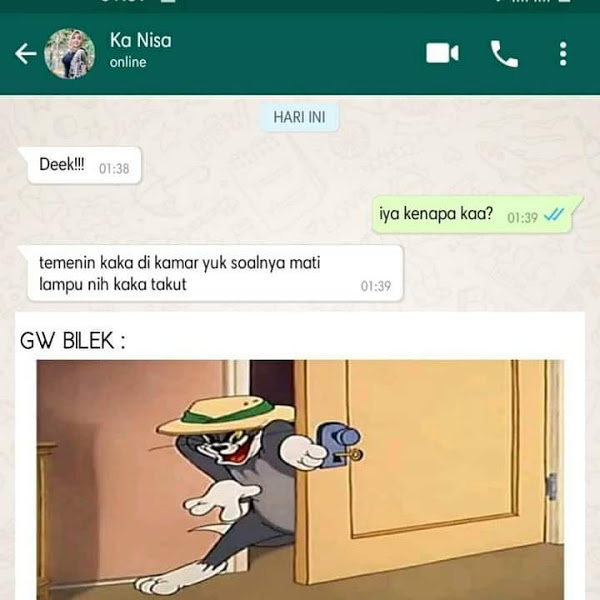 Ka Nisa
online
HARI INI
Deek!!! 01:38
iya kenapa kaa? 01:39
temenin kaka di kamar yuk soalnya mati
lampu nih kaka takut 01:39
GW BILEK :